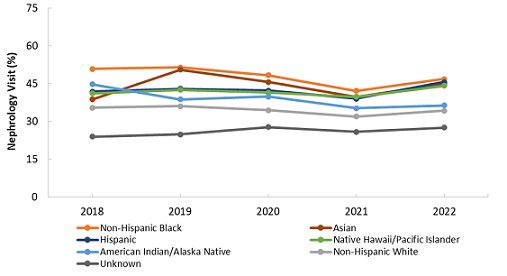 75
60
45
30
15
0
Nephrology Visit (%)
2018 2019 2020 2021 2022
Non-Hispanic Black Asian
Hispanic Native Hawaii/Pacific Islander
American Indian/Alaska Native Non-Hispanic White
Unknown